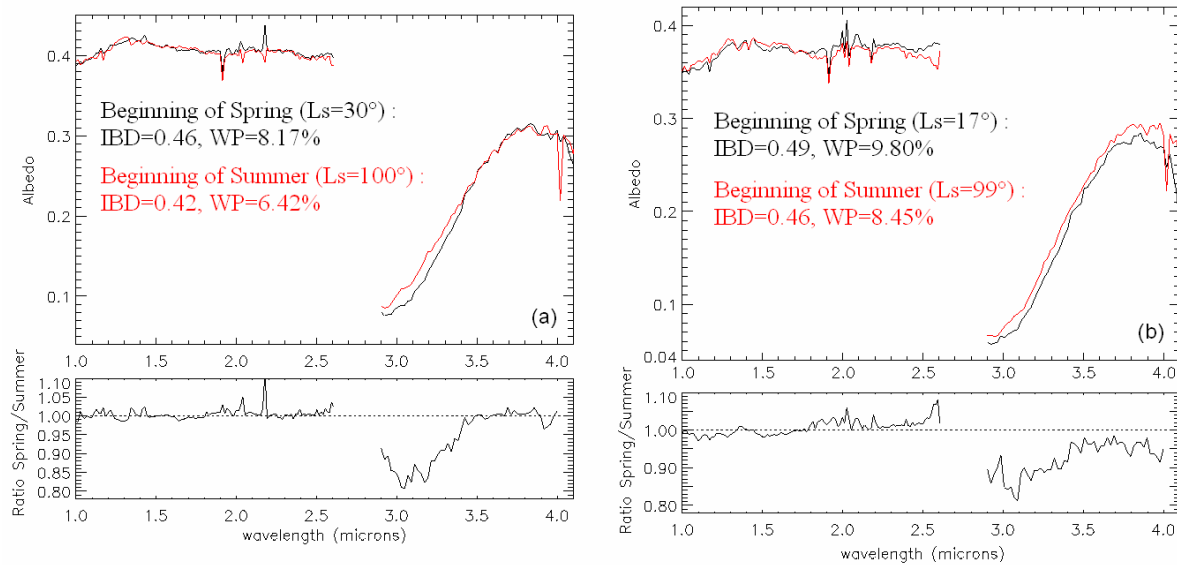 0.4
0.3
0.2
0.1
Albedo
Beginning of Spring (Ls=30°) :
IBD=0.46, WP=8.17%
Beginning of Summer (Ls=100°) :
IBD=0.42, WP=6.42%
(a)
1.0 1.5 2.0 2.5 3.0 3.5 4.0
1.10
1.00
0.95
0.90
0.85
0.80
Ratio Spring/Summer
1.0 1.5 2.0 2.5 3.0 3.5 4.0
wavelength (microns)
(b)
0.4
0.3
0.2
0.1
0.04
Albedo
Beginning of Spring (Ls=17°) :
IBD=0.49, WP=9.80%
Beginning of Summer (Ls=99°) :
IBD=0.46, WP=8.45%
(b)
1.0 1.5 2.0 2.5 3.0 3.5 4.0
1.10
1.00
0.90
0.80
Ratio Spring/Summer
1.0 1.5 2.0 2.5 3.0 3.5 4.0
wavelength (microns)